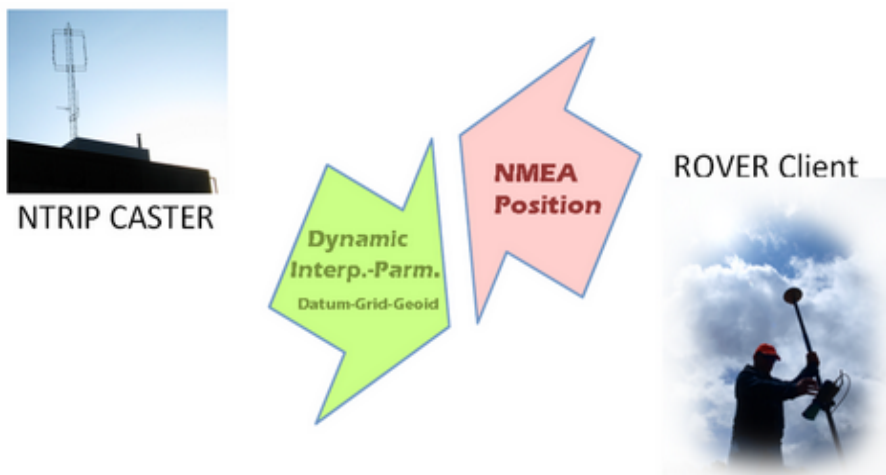 NTRIP CASTER
Dynamic
Interp.-Parm.
Datum-Grid-Geoid
NMEA
Position
ROVER Client